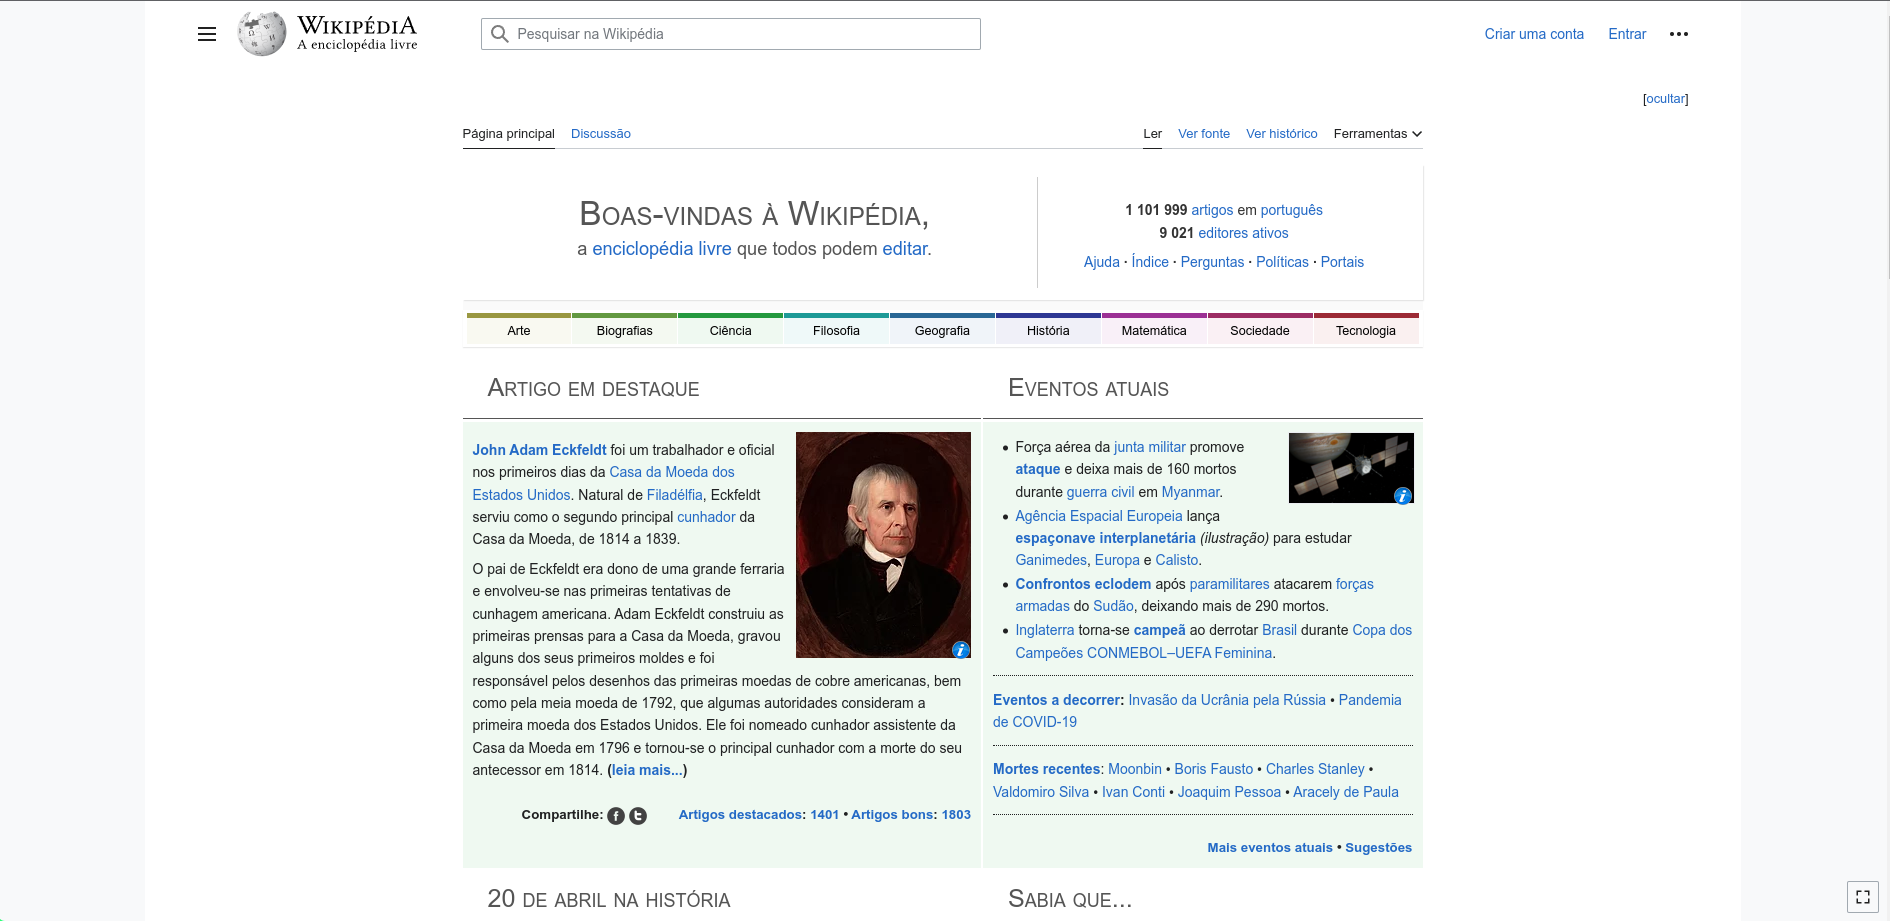 WIKIPÉDIA
A enciclopédia livre
Pesquisar na Wikipédia
Criar uma conta
Entrar
[ocultar]
Página principal
Discussão
Ler
Ver fonte
Ver histórico
Ferramentas
Boas-vindas à Wikipédia,
a enciclopédia livre que todos podem editar.
1 101 999 artigos em português
9 021 editores ativos
Ajuda · Índice · Perguntas · Políticas · Portais
Arte
Biografias
Ciência
Filosofia
Geografia
História
Matemática
Sociedade
Tecnologia
Artigo em destaque
John Adam Eckfeldt foi um trabalhador e oficial
nos primeiros dias da Casa da Moeda dos
Estados Unidos. Natural de Filadélfia, Eckfeldt
serviu como o segundo principal cunhador da
Casa da Moeda, de 1814 a 1839.
O pai de Eckfeldt era dono de uma grande ferraria
e envolveu-se nas primeiras tentativas de
cunhagem americana. Adam Eckfeldt construiu as
primeiras prensas para a Casa da Moeda, gravou
alguns dos seus primeiros moldes e foi
responsável pelos desenhos das primeiras moedas de cobre americanas, bem
como pela meia moeda de 1792, que algumas autoridades consideram a
primeira moeda dos Estados Unidos. Ele foi nomeado cunhador assistente da
Casa da Moeda em 1796 e tornou-se o principal cunhador com a morte do seu
antecessor em 1814. (leia mais...)
Compartilhe:
Artigos destacados: 1401 • Artigos bons: 1803
Eventos atuais
• Força aérea da junta militar promove
ataque e deixa mais de 160 mortos
durante guerra civil em Myanmar.
• Agência Espacial Europeia lança
espaçonave interplanetária (ilustração) para estudar
Ganimedes, Europa e Calisto.
• Confrontos eclodem após paramilitares atacarem forças
armadas do Sudão, deixando mais de 290 mortos.
• Inglaterra torna-se campeã ao derrotar Brasil durante Copa dos
Campeões CONMEBOL–UEFA Feminina.
Eventos a decorrer: Invasão da Ucrânia pela Rússia • Pandemia
de COVID-19
Mortes recentes: Moonbin • Boris Fausto • Charles Stanley •
Valdomiro Silva • Ivan Conti • Joaquim Pessoa • Aracely de Paula
Mais eventos atuais • Sugestões
20 de abril na história
Sabia que...